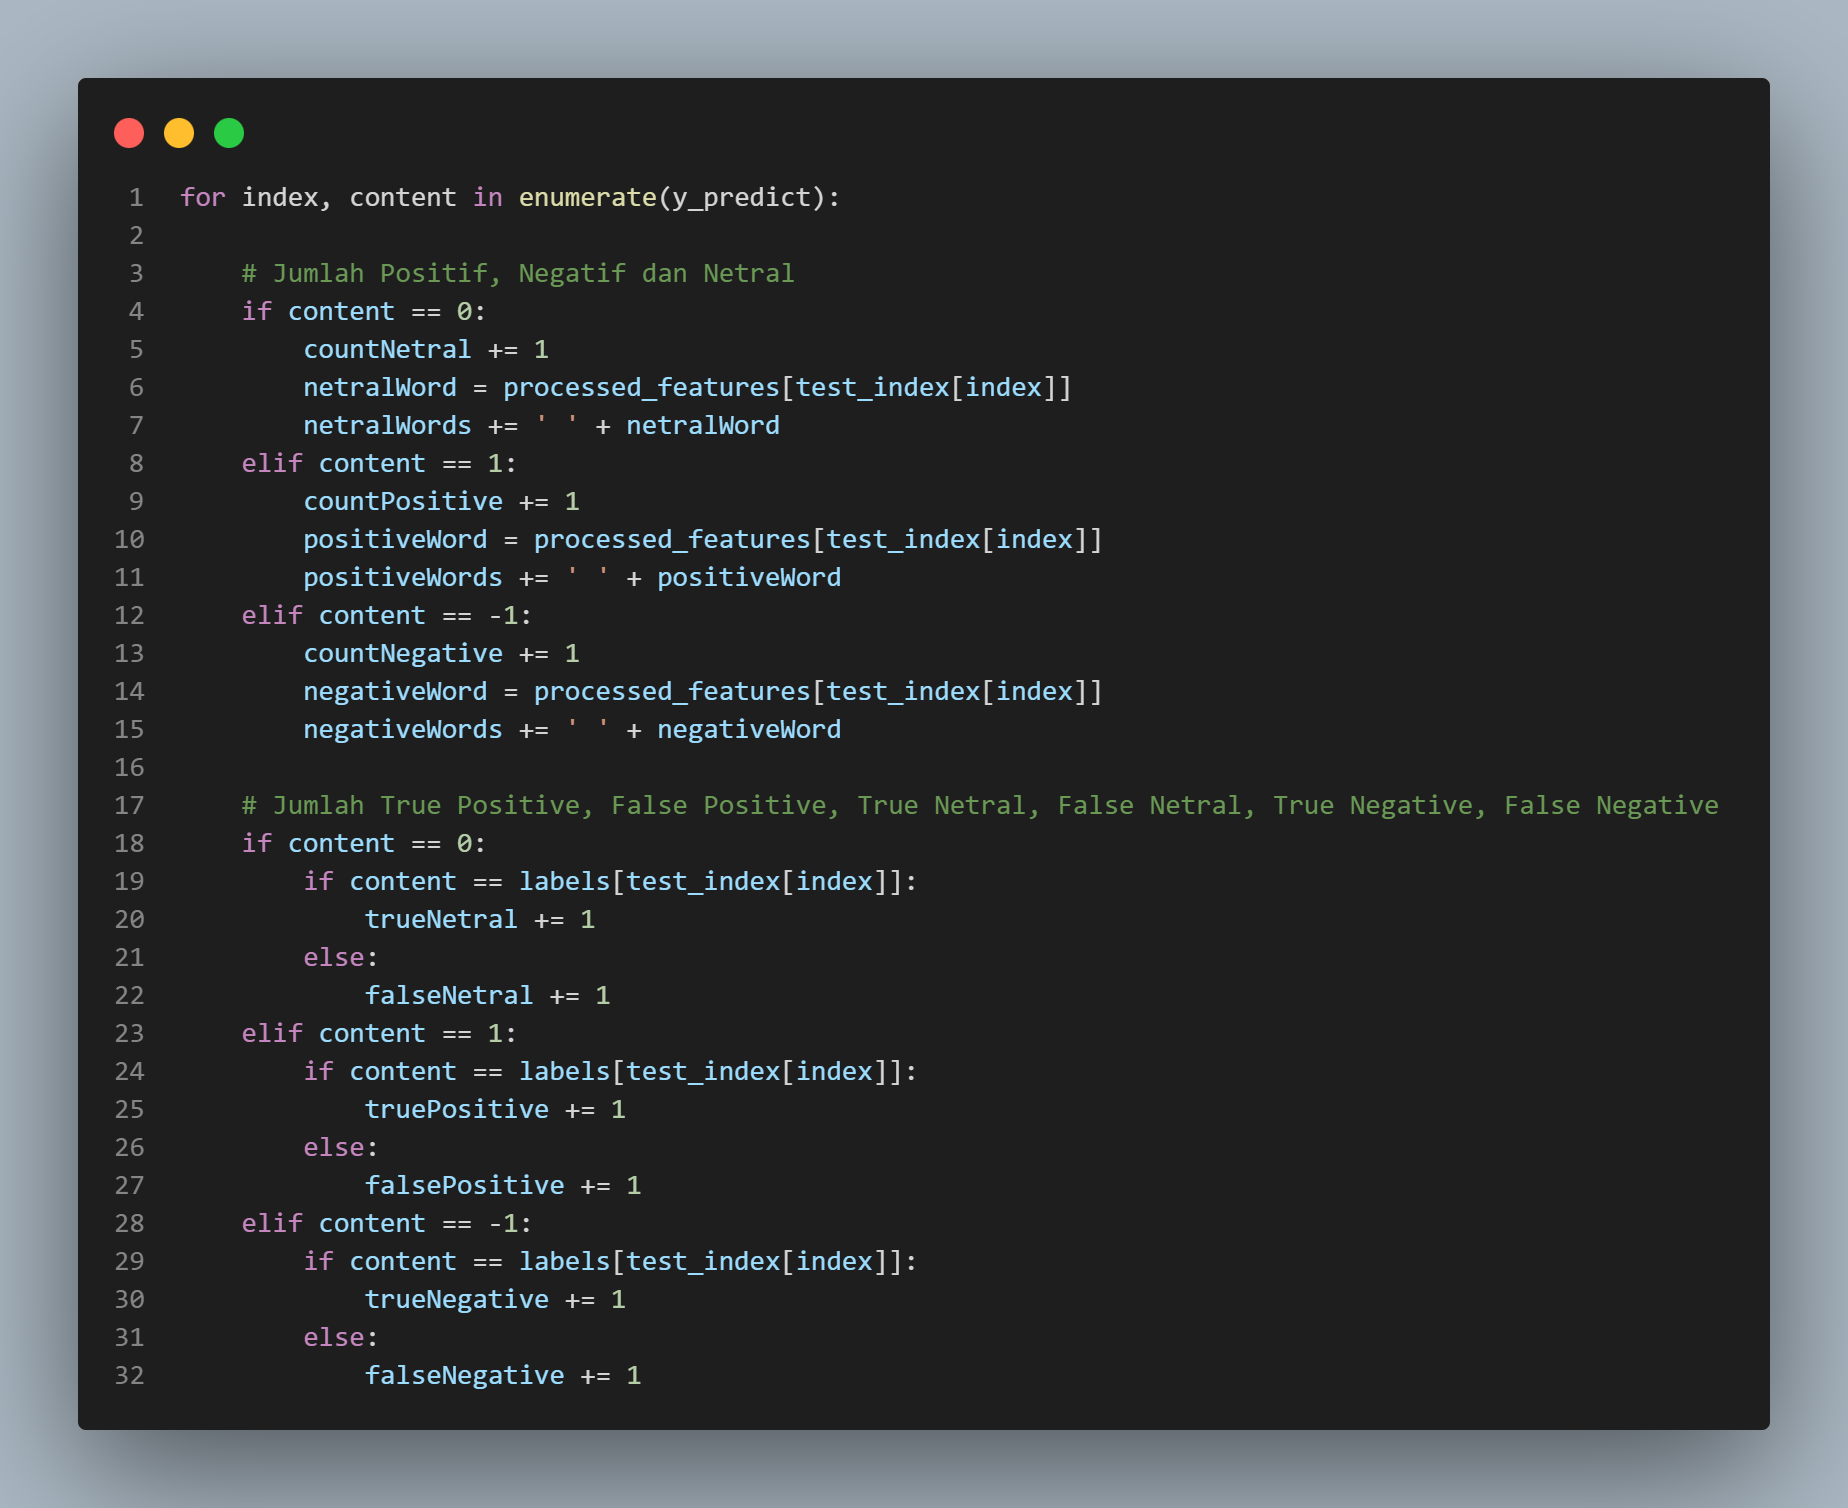 1 for index, content in enumerate(y_predict):
2
3     # Jumlah Positif, Negatif dan Netral
4     if content == 0:
5         countNetral += 1
6         netralWord = processed_features[test_index[index]]
7         netralWords += ' ' + netralWord
8     elif content == 1:
9         countPositive += 1
10         positiveWord = processed_features[test_index[index]]
11         positiveWords += ' ' + positiveWord
12     elif content == -1:
13         countNegative += 1
14         negativeWord = processed_features[test_index[index]]
15         negativeWords += ' ' + negativeWord
16
17     # Jumlah True Positive, False Positive, True Netral, False Netral, True Negative, False Negative
18     if content == 0:
19         if content == labels[test_index[index]]:
20             trueNetral += 1
21         else:
22             falseNetral += 1
23     elif content == 1:
24         if content == labels[test_index[index]]:
25             truePositive += 1
26         else:
27             falsePositive += 1
28     elif content == -1:
29         if content == labels[test_index[index]]:
30             trueNegative += 1
31         else:
32             falseNegative += 1